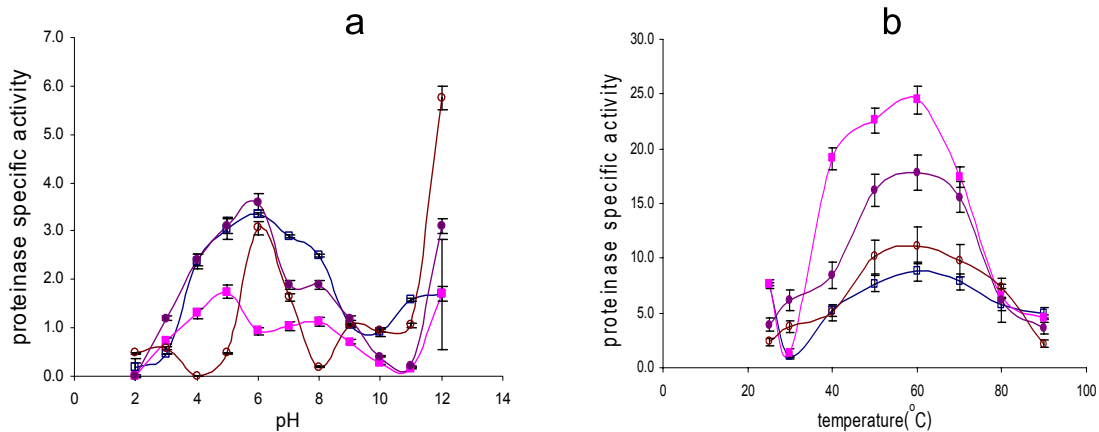 a
7.0
6.0
5.0
4.0
3.0
2.0
1.0
0.0
0 2 4 6 8 10 12 14
proteinase specific activity
pH
b
30.0
25.0
20.0
15.0
10.0
5.0
0.0
0 20 40 60 80 100
proteinase specific activity
temperature(°C)